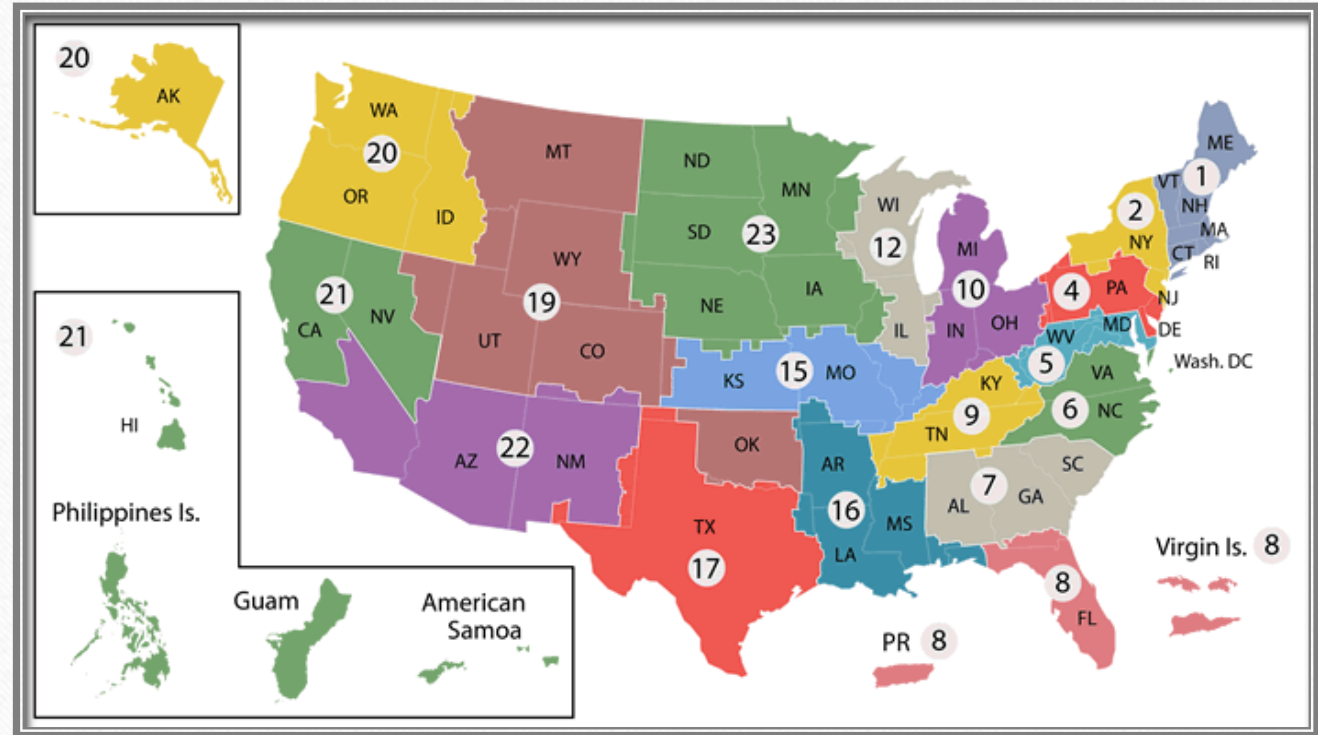 20
AK
WA
20
OR
ID
MT
WY
19
UT
CO
ND
MN
SD
23
NE
IA
WI
12
IL
MI
10
IN
OH
ME
1
VT
NH
MA
CT
RI
2
NY
4
PA
NJ
DE
MD
WV
5
Wash. DC
VA
6
NC
KY
9
TN
21
CA
NV
KS
15
MO
22
AZ
NM
OK
AR
16
MS
LA
TX
17
SC
7
AL
GA
8
FL
Virgin Is. 8
PR 8
21
HI
Philippines Is.
Guam
American
Samoa